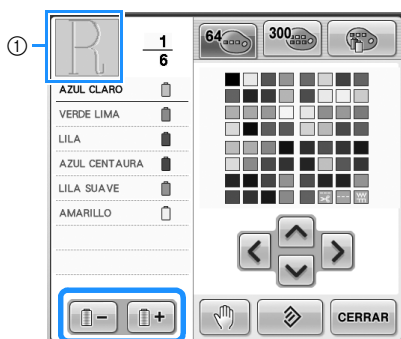 ①
R
1
6
64
300
AZUL CLARO
VERDE LIMA
LILA
AZUL CENTAURA
LILA SUAVE
AMARILLO
−
+
CERRAR